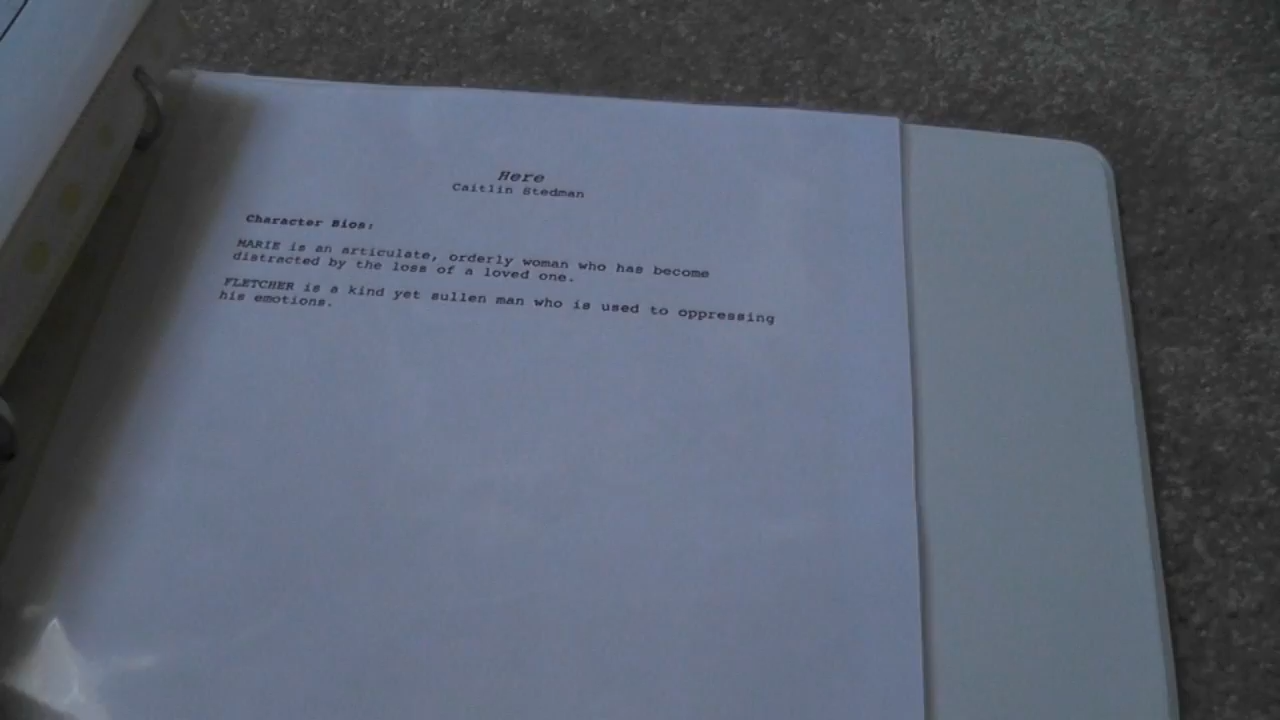 Here
Caitlin Stedman
Character Bios:
MARIE is an articulate, orderly woman who has become
distracted by the loss of a loved one.
FLETCHER is a kind yet sullen man who is used to oppressing
his emotions.